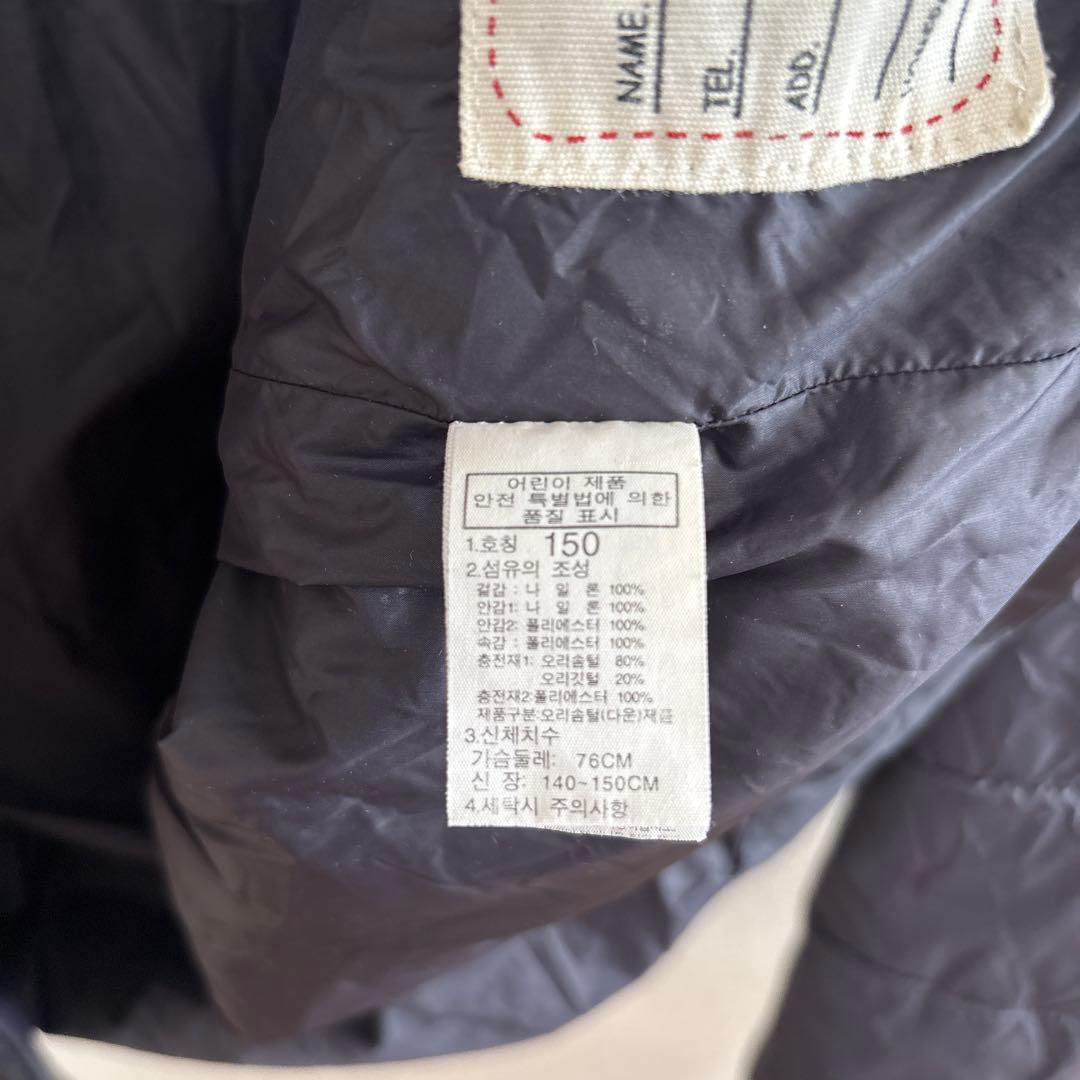 NAME.
TEL.
ADD.
어린이 제품
안전 특별법에 의한
품질 표시
1.호칭 150
2.섬유의 조성
겉감 : 나 일 론 100%
안감1: 나 일 론 100%
안감2: 폴리에스터 100%
속감 : 폴리에스터 100%
충전재1: 오리솜털 80%
오리깃털 20%
충전재2:폴리에스터 100%
제품구분:오리솜털(다운)제품
3.신체치수
가슴둘레: 76CM
신 장: 140~150CM
4.세탁시 주의사항